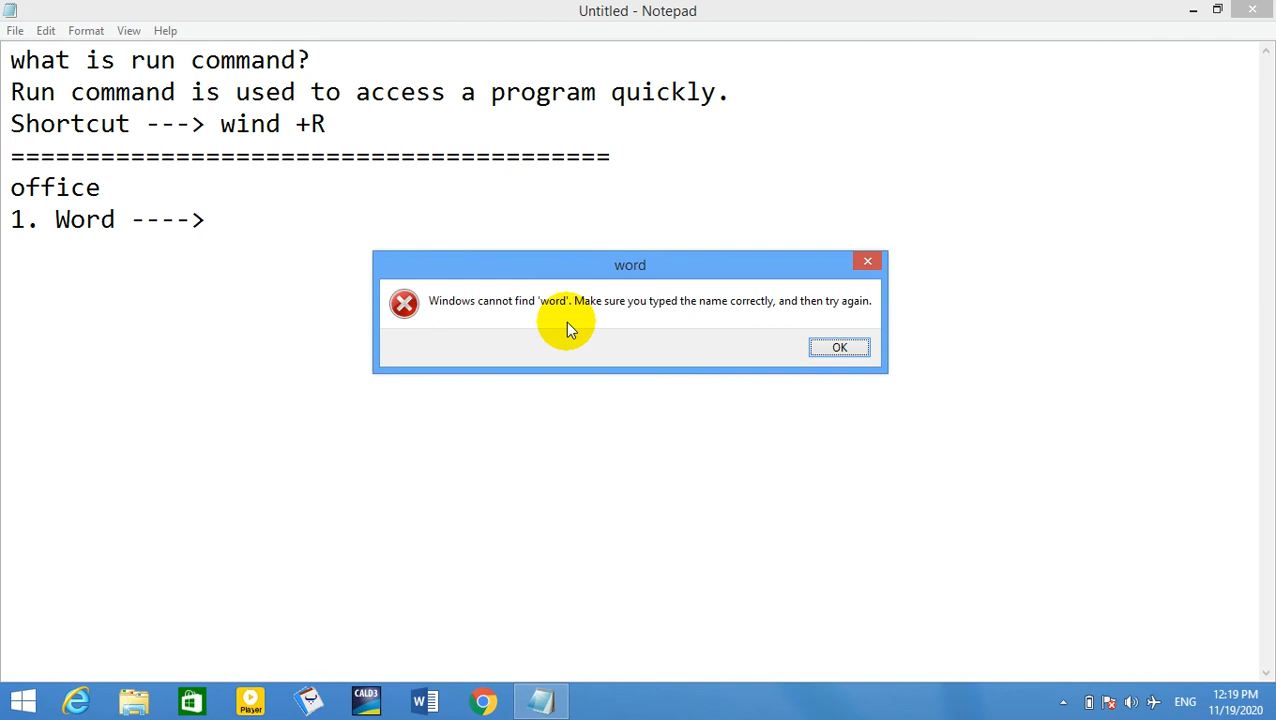 Untitled - Notepad
File Edit Format View Help
what is run command?
Run command is used to access a program quickly.
Shortcut ---> wind +R
========================================
office
1. Word ---->
word
Windows cannot find 'word'. Make sure you typed the name correctly, and then try again.
OK
Player
CALD3
ENG
12:19 PM
11/19/2020